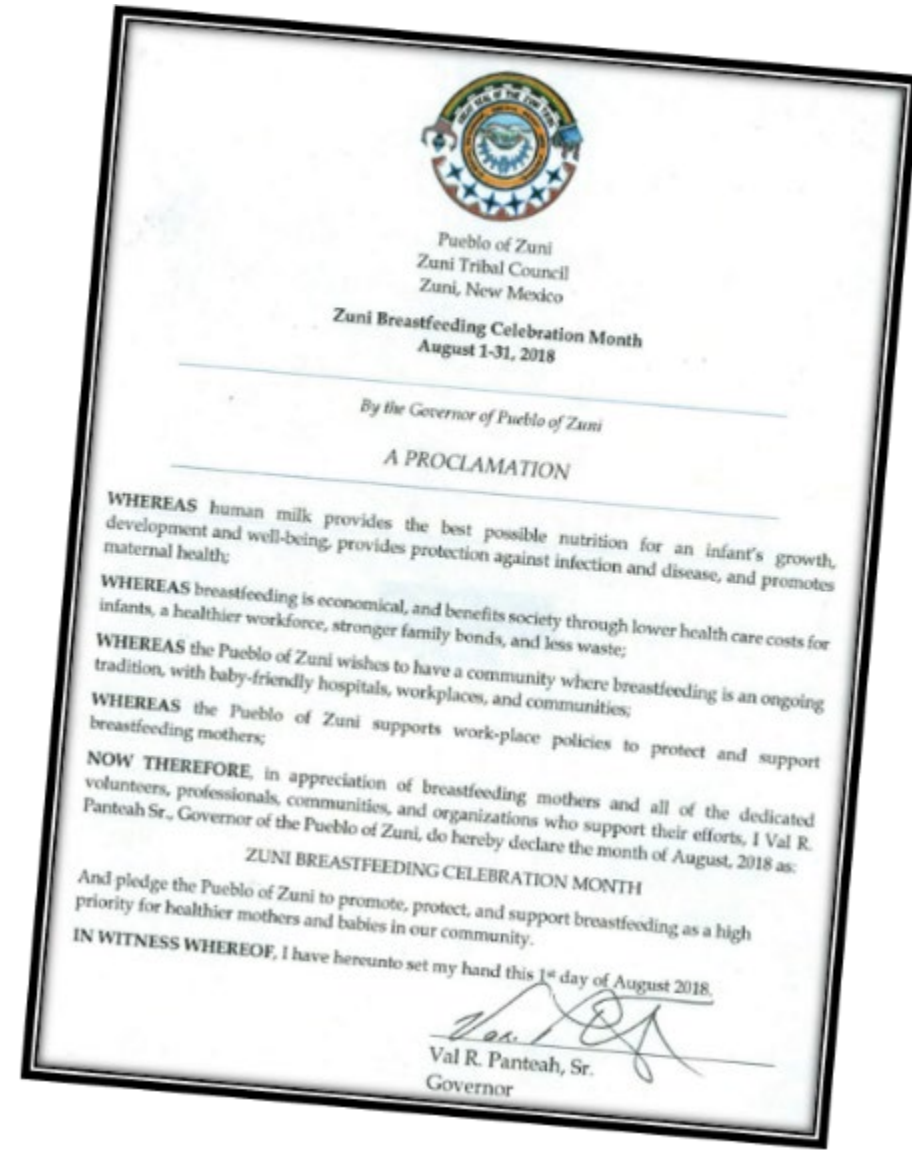 GREAT SEAL OF THE ZUNI TRIBE
Pueblo of Zuni
Zuni Tribal Council
Zuni, New Mexico
Zuni Breastfeeding Celebration Month
August 1-31, 2018
By the Governor of Pueblo of Zuni
A PROCLAMATION
WHEREAS human milk provides the best possible nutrition for an infant's growth,
development and well-being, provides protection against infection and disease, and promotes
maternal health;
WHEREAS breastfeeding is economical, and benefits society through lower health care costs for
infants, a healthier workforce, stronger family bonds, and less waste;
WHEREAS the Pueblo of Zuni wishes to have a community where breastfeeding is an ongoing
tradition, with baby-friendly hospitals, workplaces, and communities;
WHEREAS the Pueblo of Zuni supports work-place policies to protect and support
breastfeeding mothers;
NOW THEREFORE, in appreciation of breastfeeding mothers and all of the dedicated
volunteers, professionals, communities, and organizations who support their efforts, I Val R.
Panteah Sr., Governor of the Pueblo of Zuni, do hereby declare the month of August, 2018 as:
ZUNI BREASTFEEDING CELEBRATION MONTH
And pledge the Pueblo of Zuni to promote, protect, and support breastfeeding as a high
priority for healthier mothers and babies in our community.
IN WITNESS WHEREOF, I have hereunto set my hand this 1st day of August 2018.
Val R. Panteah, Sr.
Governor